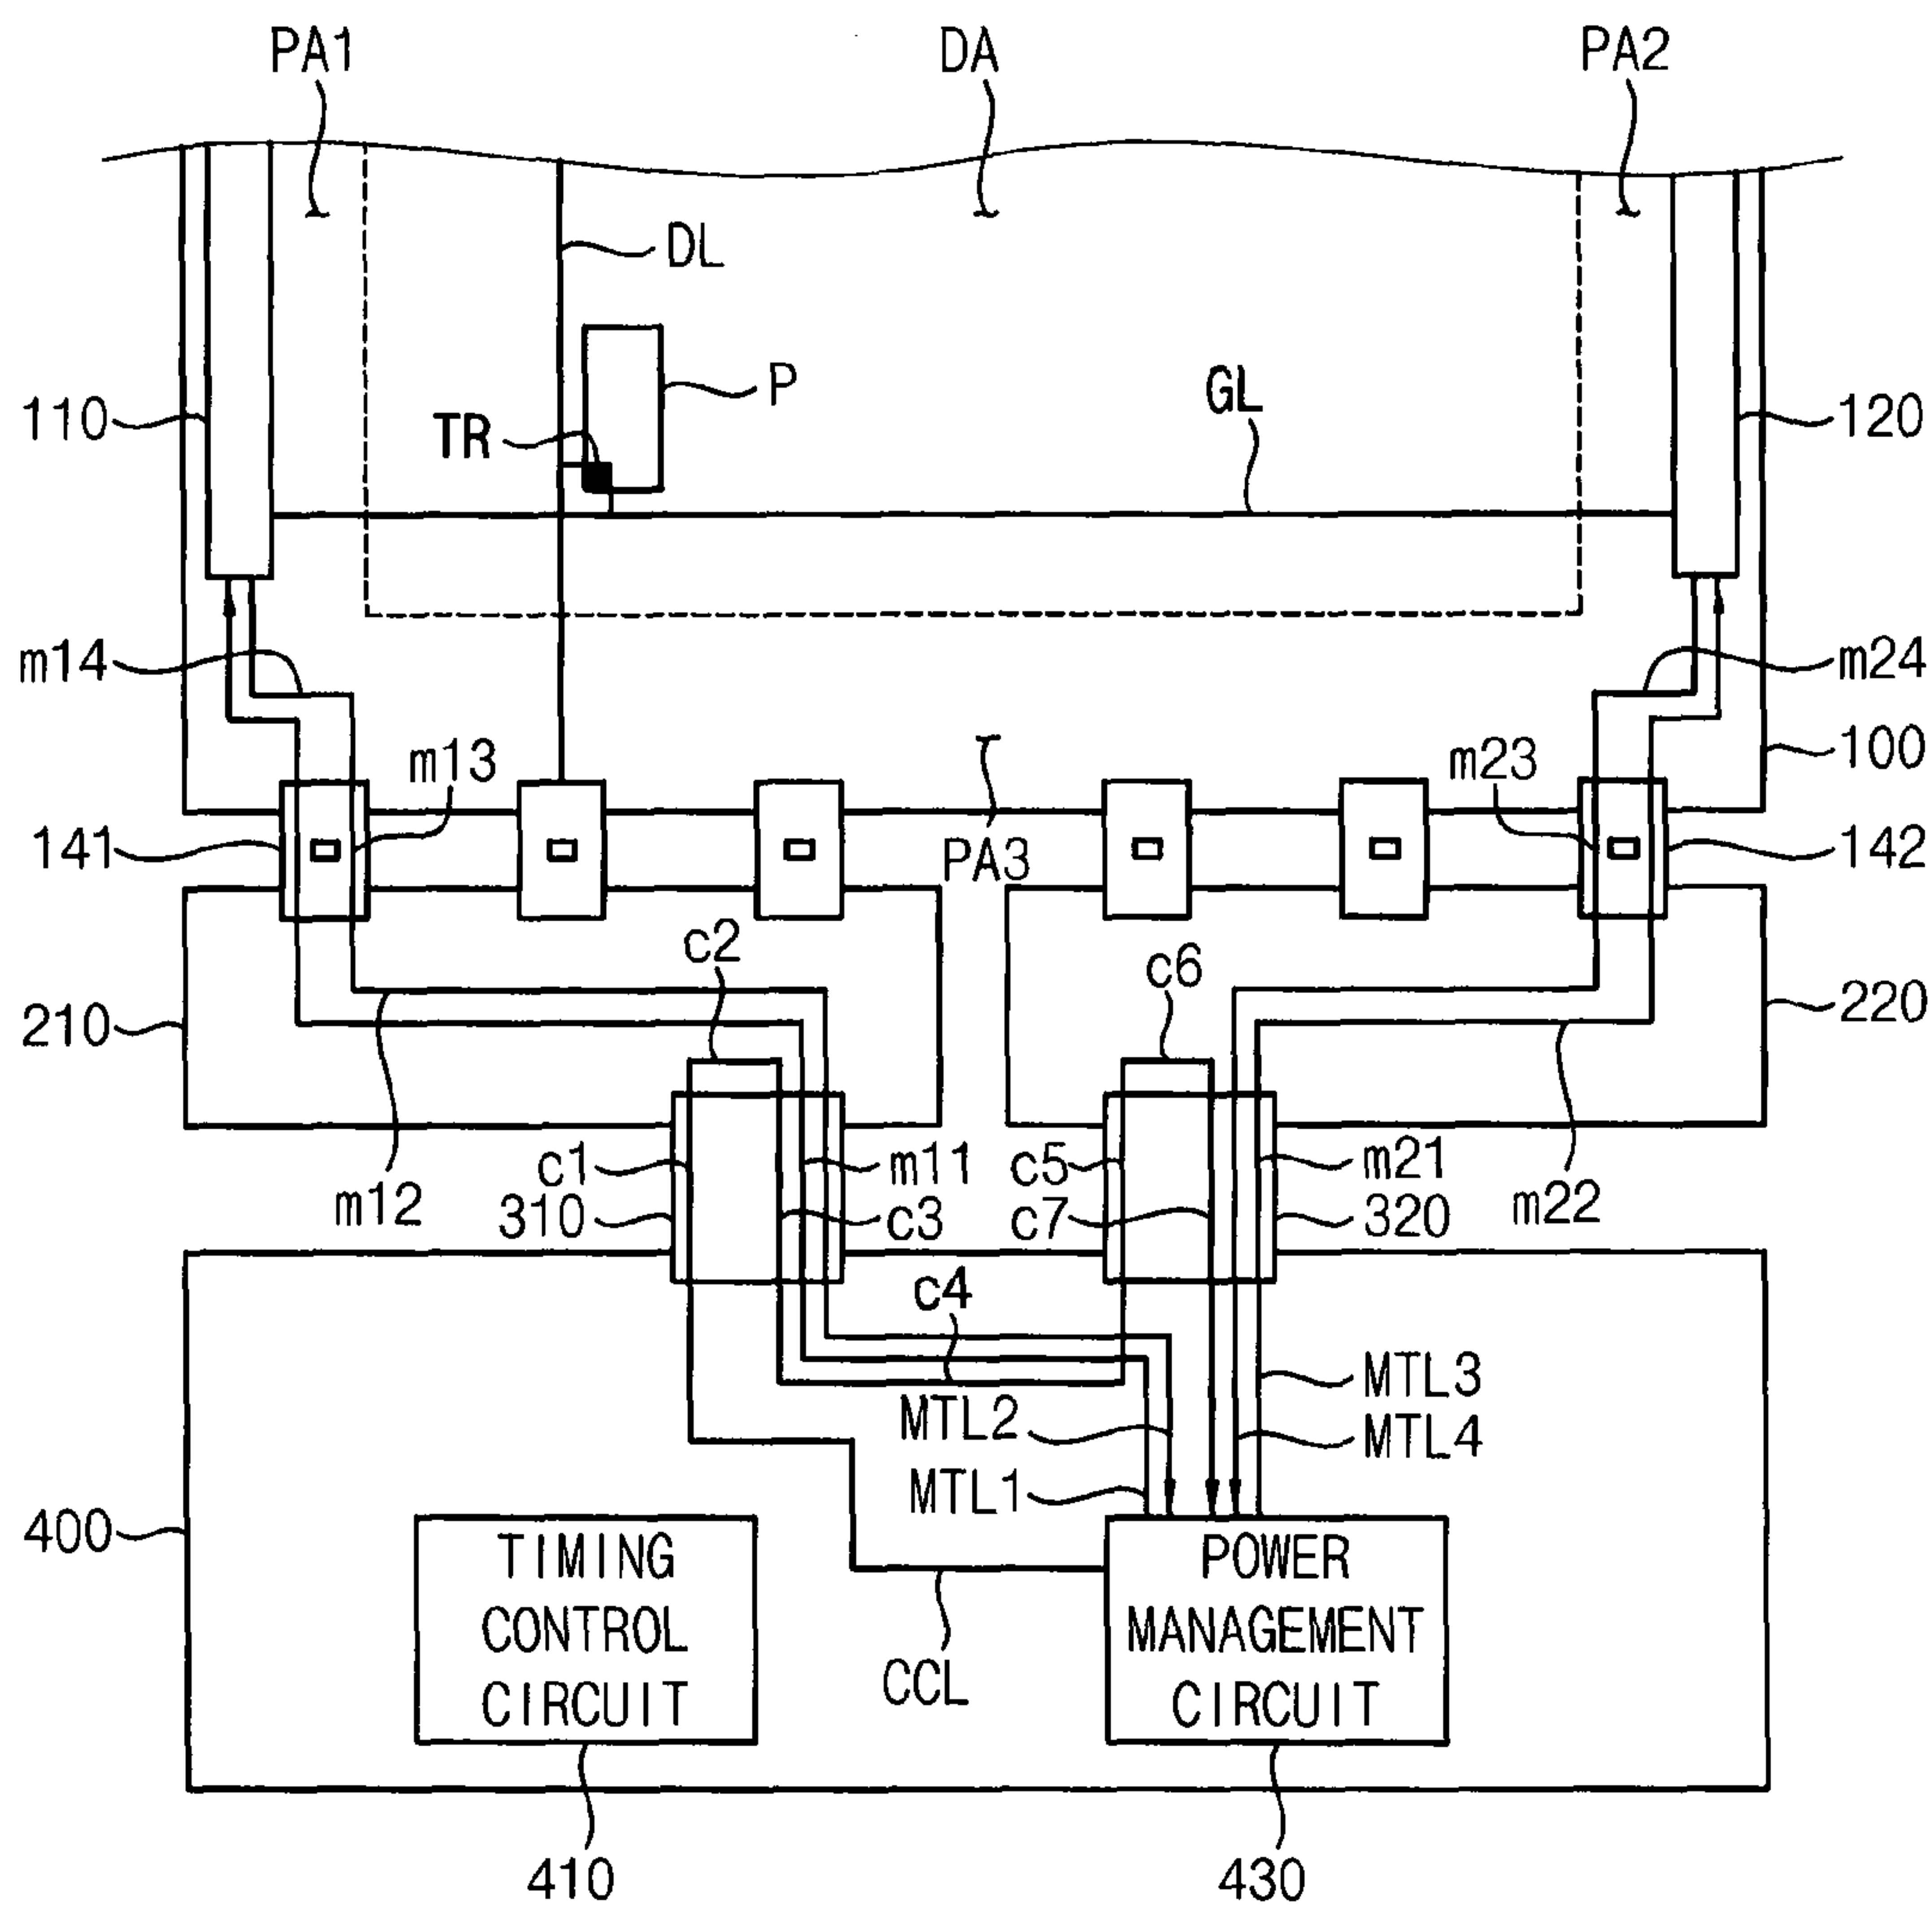 PA1 DA PA2
DL
P
GL
TR
110 120
m14 m24
m13 m23 100
141 PA3 142
c2 c6
210 220
c1 m11 c5 m21
m12 310 c3 c7 320 m22
c4
MTL3
MTL2 MTL4
MTL1
400
TIMING POWER
CONTROL MANAGEMENT
CIRCUIT CCL CIRCUIT
410 430